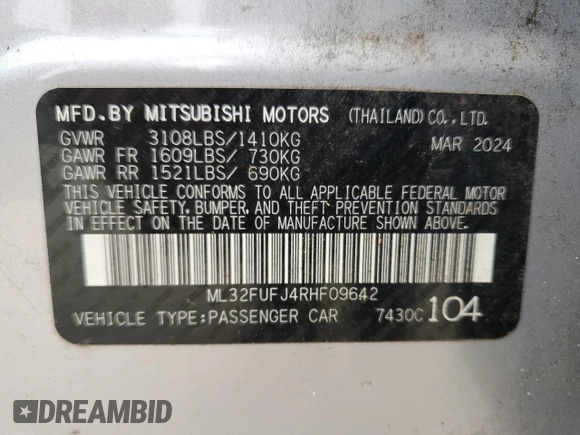 MFD.BY MITSUBISHI MOTORS (THAILAND)CO.,LTD.
GVWR 3108LBS/1410KG MAR 2024
GAWR FR 1609LBS/ 730KG
GAWR RR 1521LBS/ 690KG
THIS VEHICLE CONFORMS TO ALL APPLICABLE FEDERAL MOTOR
VEHICLE SAFETY, BUMPER, AND THEFT PREVENTION STANDARDS
IN EFFECT ON THE DATE OF MANUFACTURE SHOWN ABOVE.
ML32FUFJ4RHF09642
VEHICLE TYPE:PASSENGER CAR 7430C 104
DREAMBID